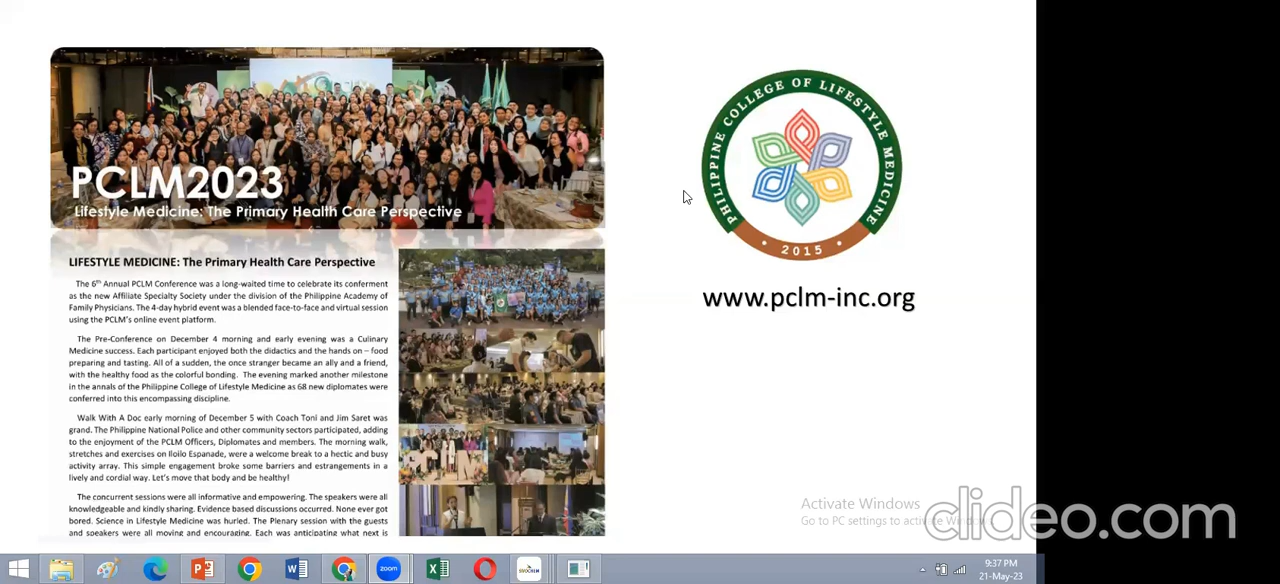 PCLM2023
Lifestyle Medicine: The Primary Health Care Perspective
LIFESTYLE MEDICINE: The Primary Health Care Perspective
The 6th Annual PCLM Conference was a long-waited time to celebrate its conferment
as the new Affiliate Specialty Society under the division of the Philippine Academy of
Family Physicians. The 4-day hybrid event was a blended face-to-face and virtual session
using the PCLM's online event platform.
The Pre-Conference on December 4 morning and early evening was a Culinary
Medicine success. Each participant enjoyed both the didactics and the hands on – food
preparing and tasting. All of a sudden, the once stranger became an ally and a friend,
with the healthy food as the colorful bonding. The evening marked another milestone
in the annals of the Philippine College of Lifestyle Medicine as 68 new diplomates were
conferred into this encompassing discipline.
Walk With A Doc early morning of December 5 with Coach Toni and Jim Saret was
grand. The Philippine National Police and other community sectors participated, adding
to the enjoyment of the PCLM Officers, Diplomates and members. The morning walk,
stretches and exercises on Iloilo Espanade, were a welcome break to a hectic and busy
activity array. This simple engagement broke some barriers and estrangements in a
lively and cordial way. Let's move that body and be healthy!
The concurrent sessions were all informative and empowering. The speakers were all
knowledgeable and kindly sharing. Evidence based discussions occurred. None ever got
bored. Science in Lifestyle Medicine was hurled. The Plenary session with the guests
and speakers were all moving and encouraging. Each was anticipating what next is
PCLM
PHILIPPINE COLLEGE OF LIFESTYLE MEDICINE
• 2015 •
www.pclm-inc.org
Activate Windows
Go to PC settings to activate Windows.
clideo.com
zoom
9:37 PM
21-May-23